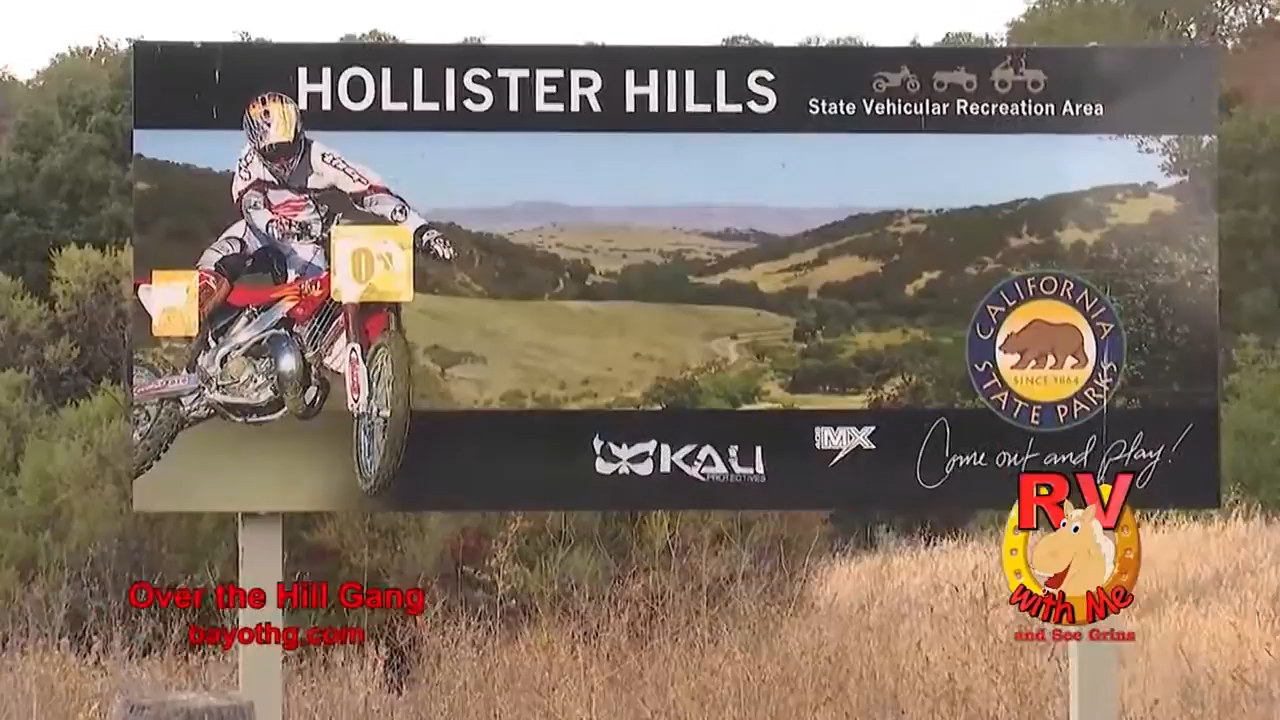 HOLLISTER HILLS
State Vehicular Recreation Area
CALIFORNIA
STATE PARKS
SINCE 1864
KALI
PROTECTIVES
MX
Come out and play!
RV
with Me
and See Grins
Over the Hill Gang
bayothg.com